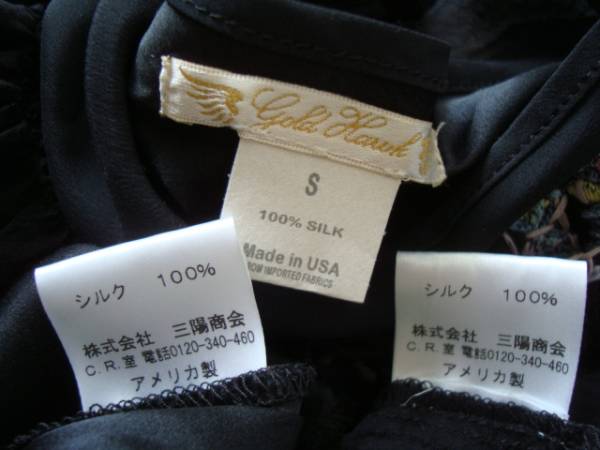 Gold Hawk
S
100% SILK
Made in USA
FROM IMPORTED FABRICS
シルク 100%
株式会社 三陽商会
C.R.室 電話0120-340-460
アメリカ製
シルク 100%
株式会社 三陽商会
C.R.室 電話0120-340-460
アメリカ製